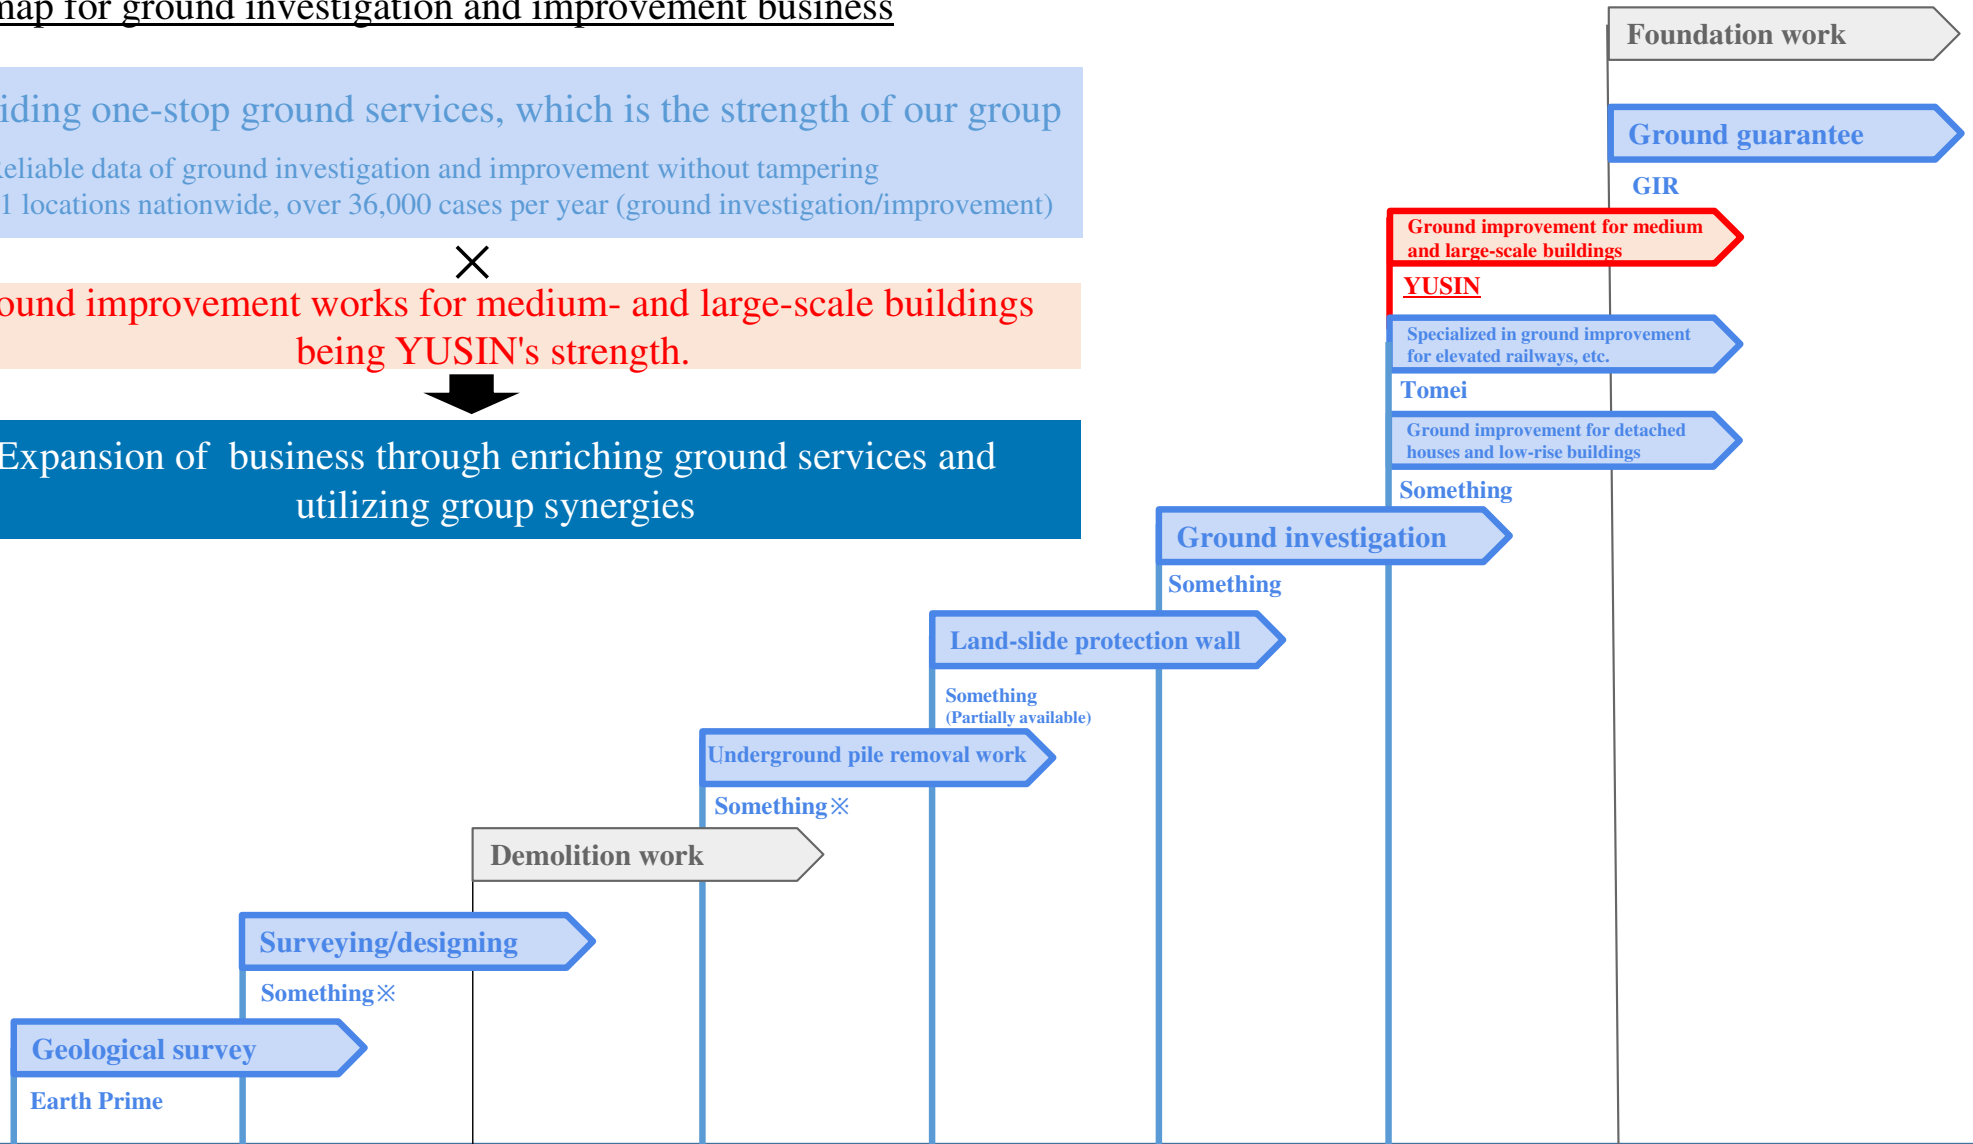 map for ground investigation and improvement business
iding one-stop ground services, which is the strength of our group
eliable data of ground investigation and improvement without tampering
1 locations nationwide, over 36,000 cases per year (ground investigation/improvement)
×
ound improvement works for medium- and large-scale buildings
being YUSIN's strength.
Expansion of business through enriching ground services and
utilizing group synergies
Foundation work
Ground guarantee
GIR
Ground improvement for medium
and large-scale buildings
YUSIN
Specialized in ground improvement
for elevated railways, etc.
Tomei
Ground improvement for detached
houses and low-rise buildings
Something
Ground investigation
Something
Land-slide protection wall
Something
(Partially available)
Underground pile removal work
Something※
Demolition work
Surveying/designing
Something※
Geological survey
Earth Prime